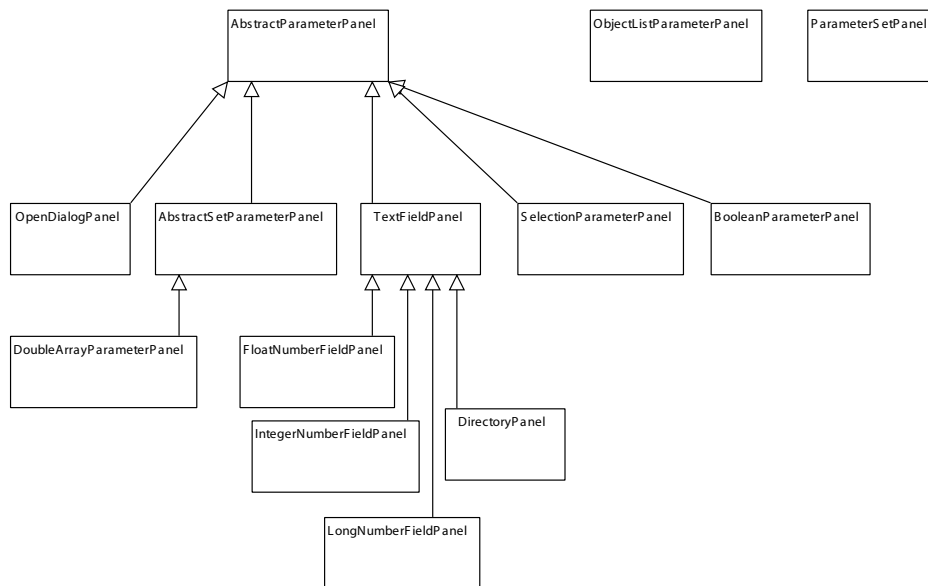 AbstractParameterPanel
ObjectListParameterPanel
ParameterSetPanel
OpenDialogPanel
AbstractSetParameterPanel
TextFieldPanel
SelectionParameterPanel
BooleanParameterPanel
DoubleArrayParameterPanel
FloatNumberFieldPanel
DirectoryPanel
IntegerNumberFieldPanel
LongNumberFieldPanel